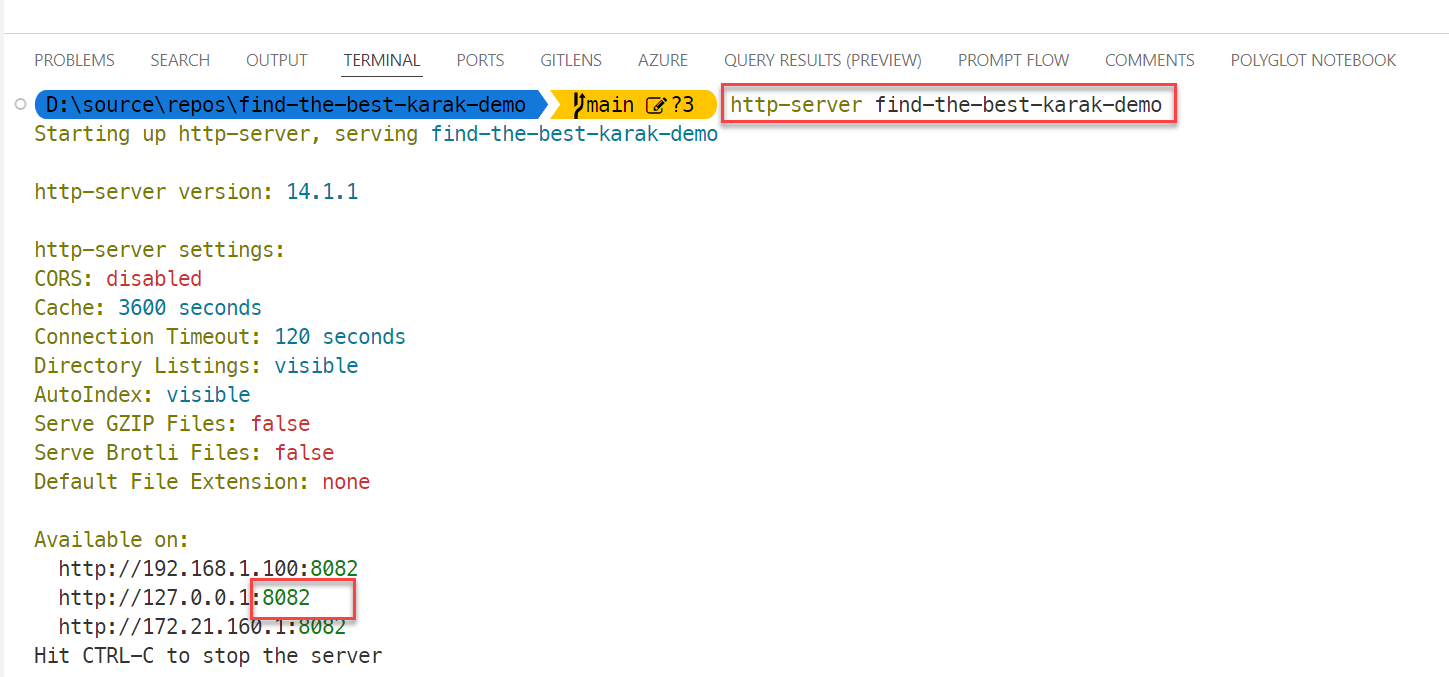 PROBLEMS SEARCH OUTPUT TERMINAL PORTS GITLENS AZURE QUERY RESULTS (PREVIEW) PROMPT FLOW COMMENTS POLYGLOT NOTEBOOK
D:\source\repos\find-the-best-karak-demo main ?3 http-server find-the-best-karak-demo
Starting up http-server, serving find-the-best-karak-demo
http-server version: 14.1.1
http-server settings:
CORS: disabled
Cache: 3600 seconds
Connection Timeout: 120 seconds
Directory Listings: visible
AutoIndex: visible
Serve GZIP Files: false
Serve Brotli Files: false
Default File Extension: none
Available on:
http://192.168.1.100:8082
http://127.0.0.1:8082
http://172.21.160.1:8082
Hit CTRL-C to stop the server